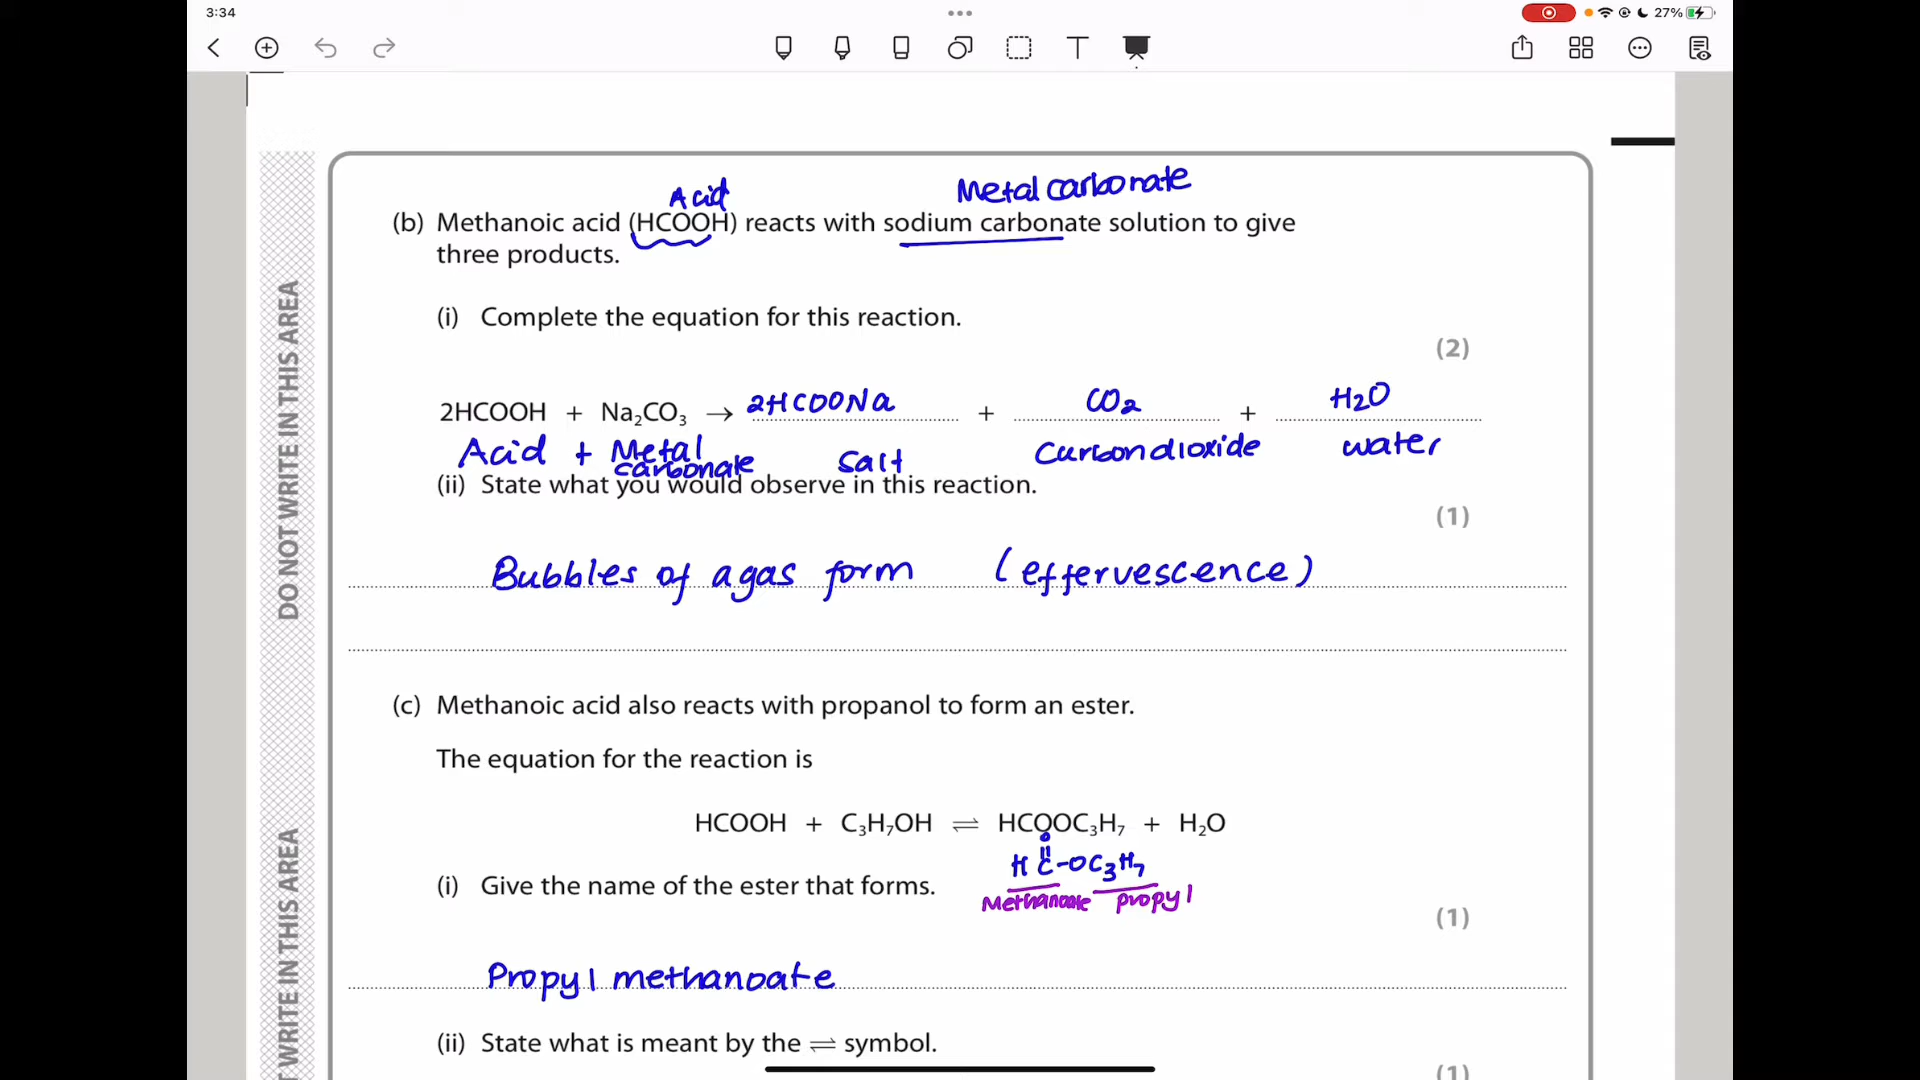 3:34
27%
Acid
Metal carbonate
(b) Methanoic acid (HCOOH) reacts with sodium carbonate solution to give
three products.
(i) Complete the equation for this reaction.
(2)
2HCOOH + Na₂CO₃ → 2HCOONa + CO₂ + H₂O
Acid + Metal carbonate Salt Carbondioxide water
(ii) State what you would observe in this reaction.
(1)
Bubbles of a gas form (effervescence)
(c) Methanoic acid also reacts with propanol to form an ester.
The equation for the reaction is
HCOOH + C₃H₇OH ⇌ HCOOC₃H₇ + H₂O
O
H C-OC₃H₇
(i) Give the name of the ester that forms.
Methanoate propyl
(1)
Propyl methanoate
(ii) State what is meant by the ⇌ symbol.
(1)
DO NOT WRITE IN THIS AREA
T WRITE IN THIS AREA